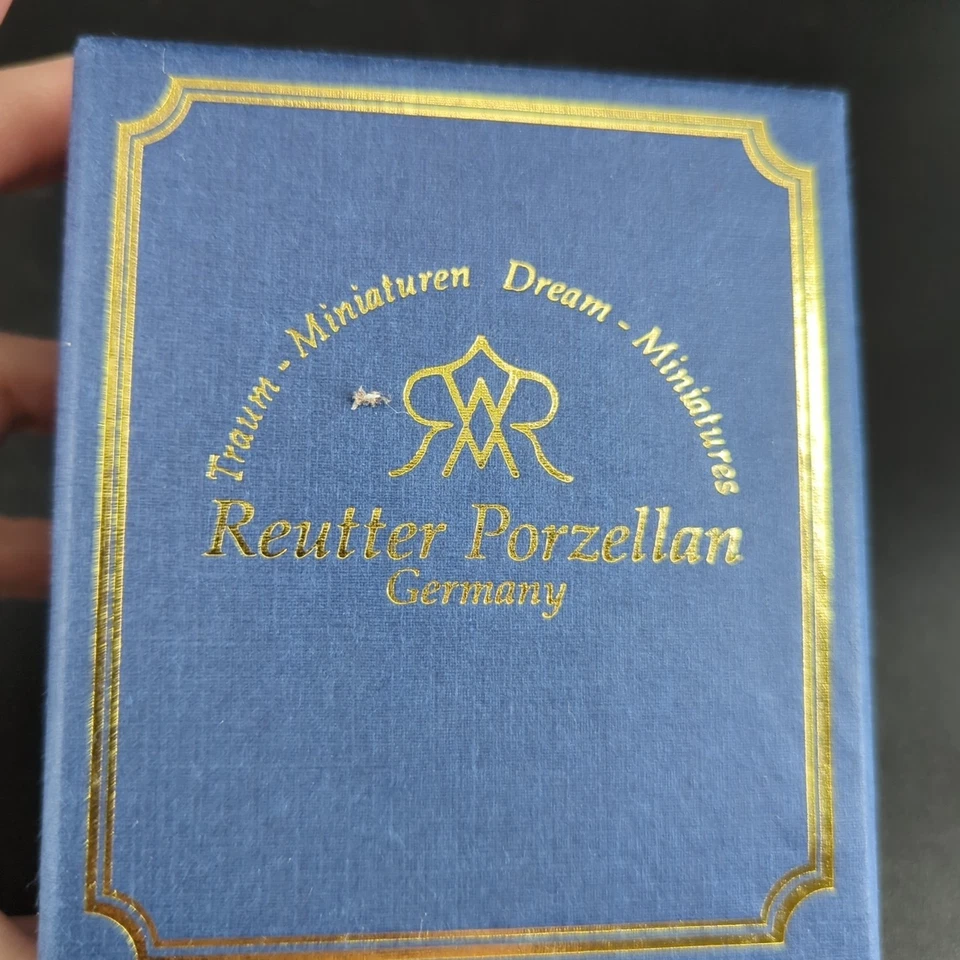 Traum - Miniaturen Dream - Miniatures
Reutter Porzellan
Germany